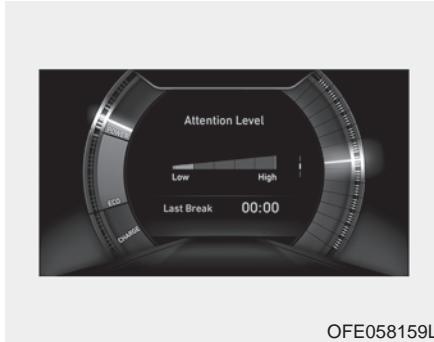 Attention Level
POWER
Low High
ECO
Last Break 00:00
CHARGE
OFE058159L